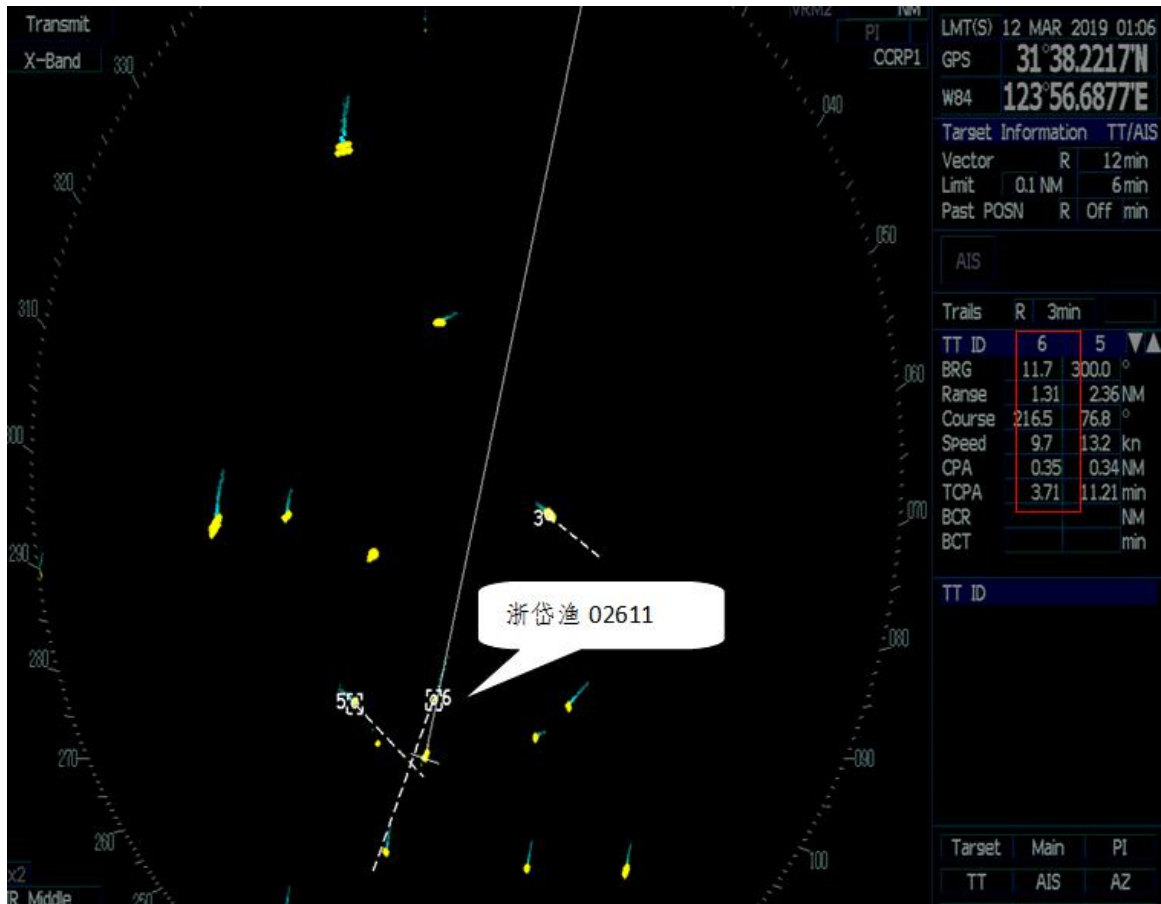 Transmit
X-Band
VRM2 NM
PI
CCRP1
330
320
310
300
290
280
270
260
250
040
050
060
070
080
090
100
3
5
6
浙岱渔 02611
x2
IR Middle
LMT(S) 12 MAR 2019 01:06
GPS 31°38.2217'N
W84 123°56.6877'E
Target Information TT/AIS
Vector R 12min
Limit 0.1 NM 6min
Past POSN R Off min
AIS
Trails R 3min
TT ID 6 5 ▼▲
BRG 11.7 300.0 °
Range 1.31 2.36 NM
Course 216.5 76.8 °
Speed 9.7 13.2 kn
CPA 0.35 0.34 NM
TCPA 3.71 11.21 min
BCR NM
BCT min
TT ID
Target Main PI
TT AIS AZ